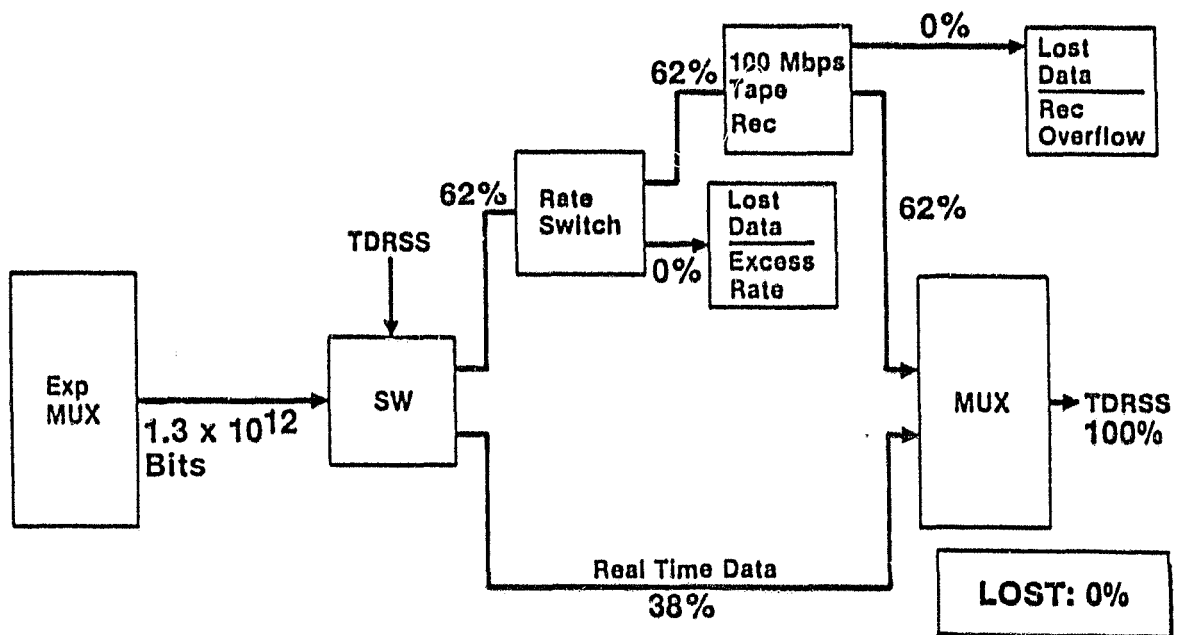 0%
Lost
Data
Rec
Overflow
62%
100 Mbps
Tape
Rec
62%
Rate
Switch
Lost
Data
Excess
Rate
0%
62%
TDRSS
Exp
MUX
1.3 x 10^12
Bits
SW
MUX
TDRSS
100%
Real Time Data
38%
LOST: 0%